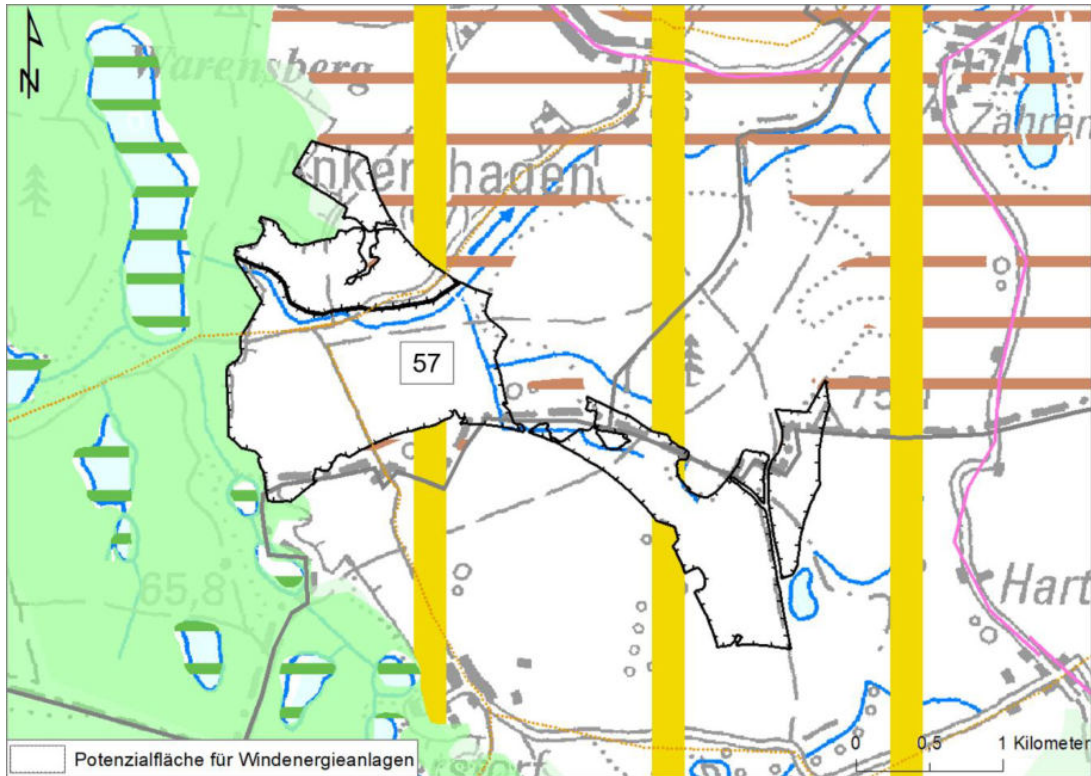 N
Warensberg
Ankershagen
Zahren
57
65,8
Hart
0 0,5 1 Kilometer
Potenzialfläche für Windenergieanlagen